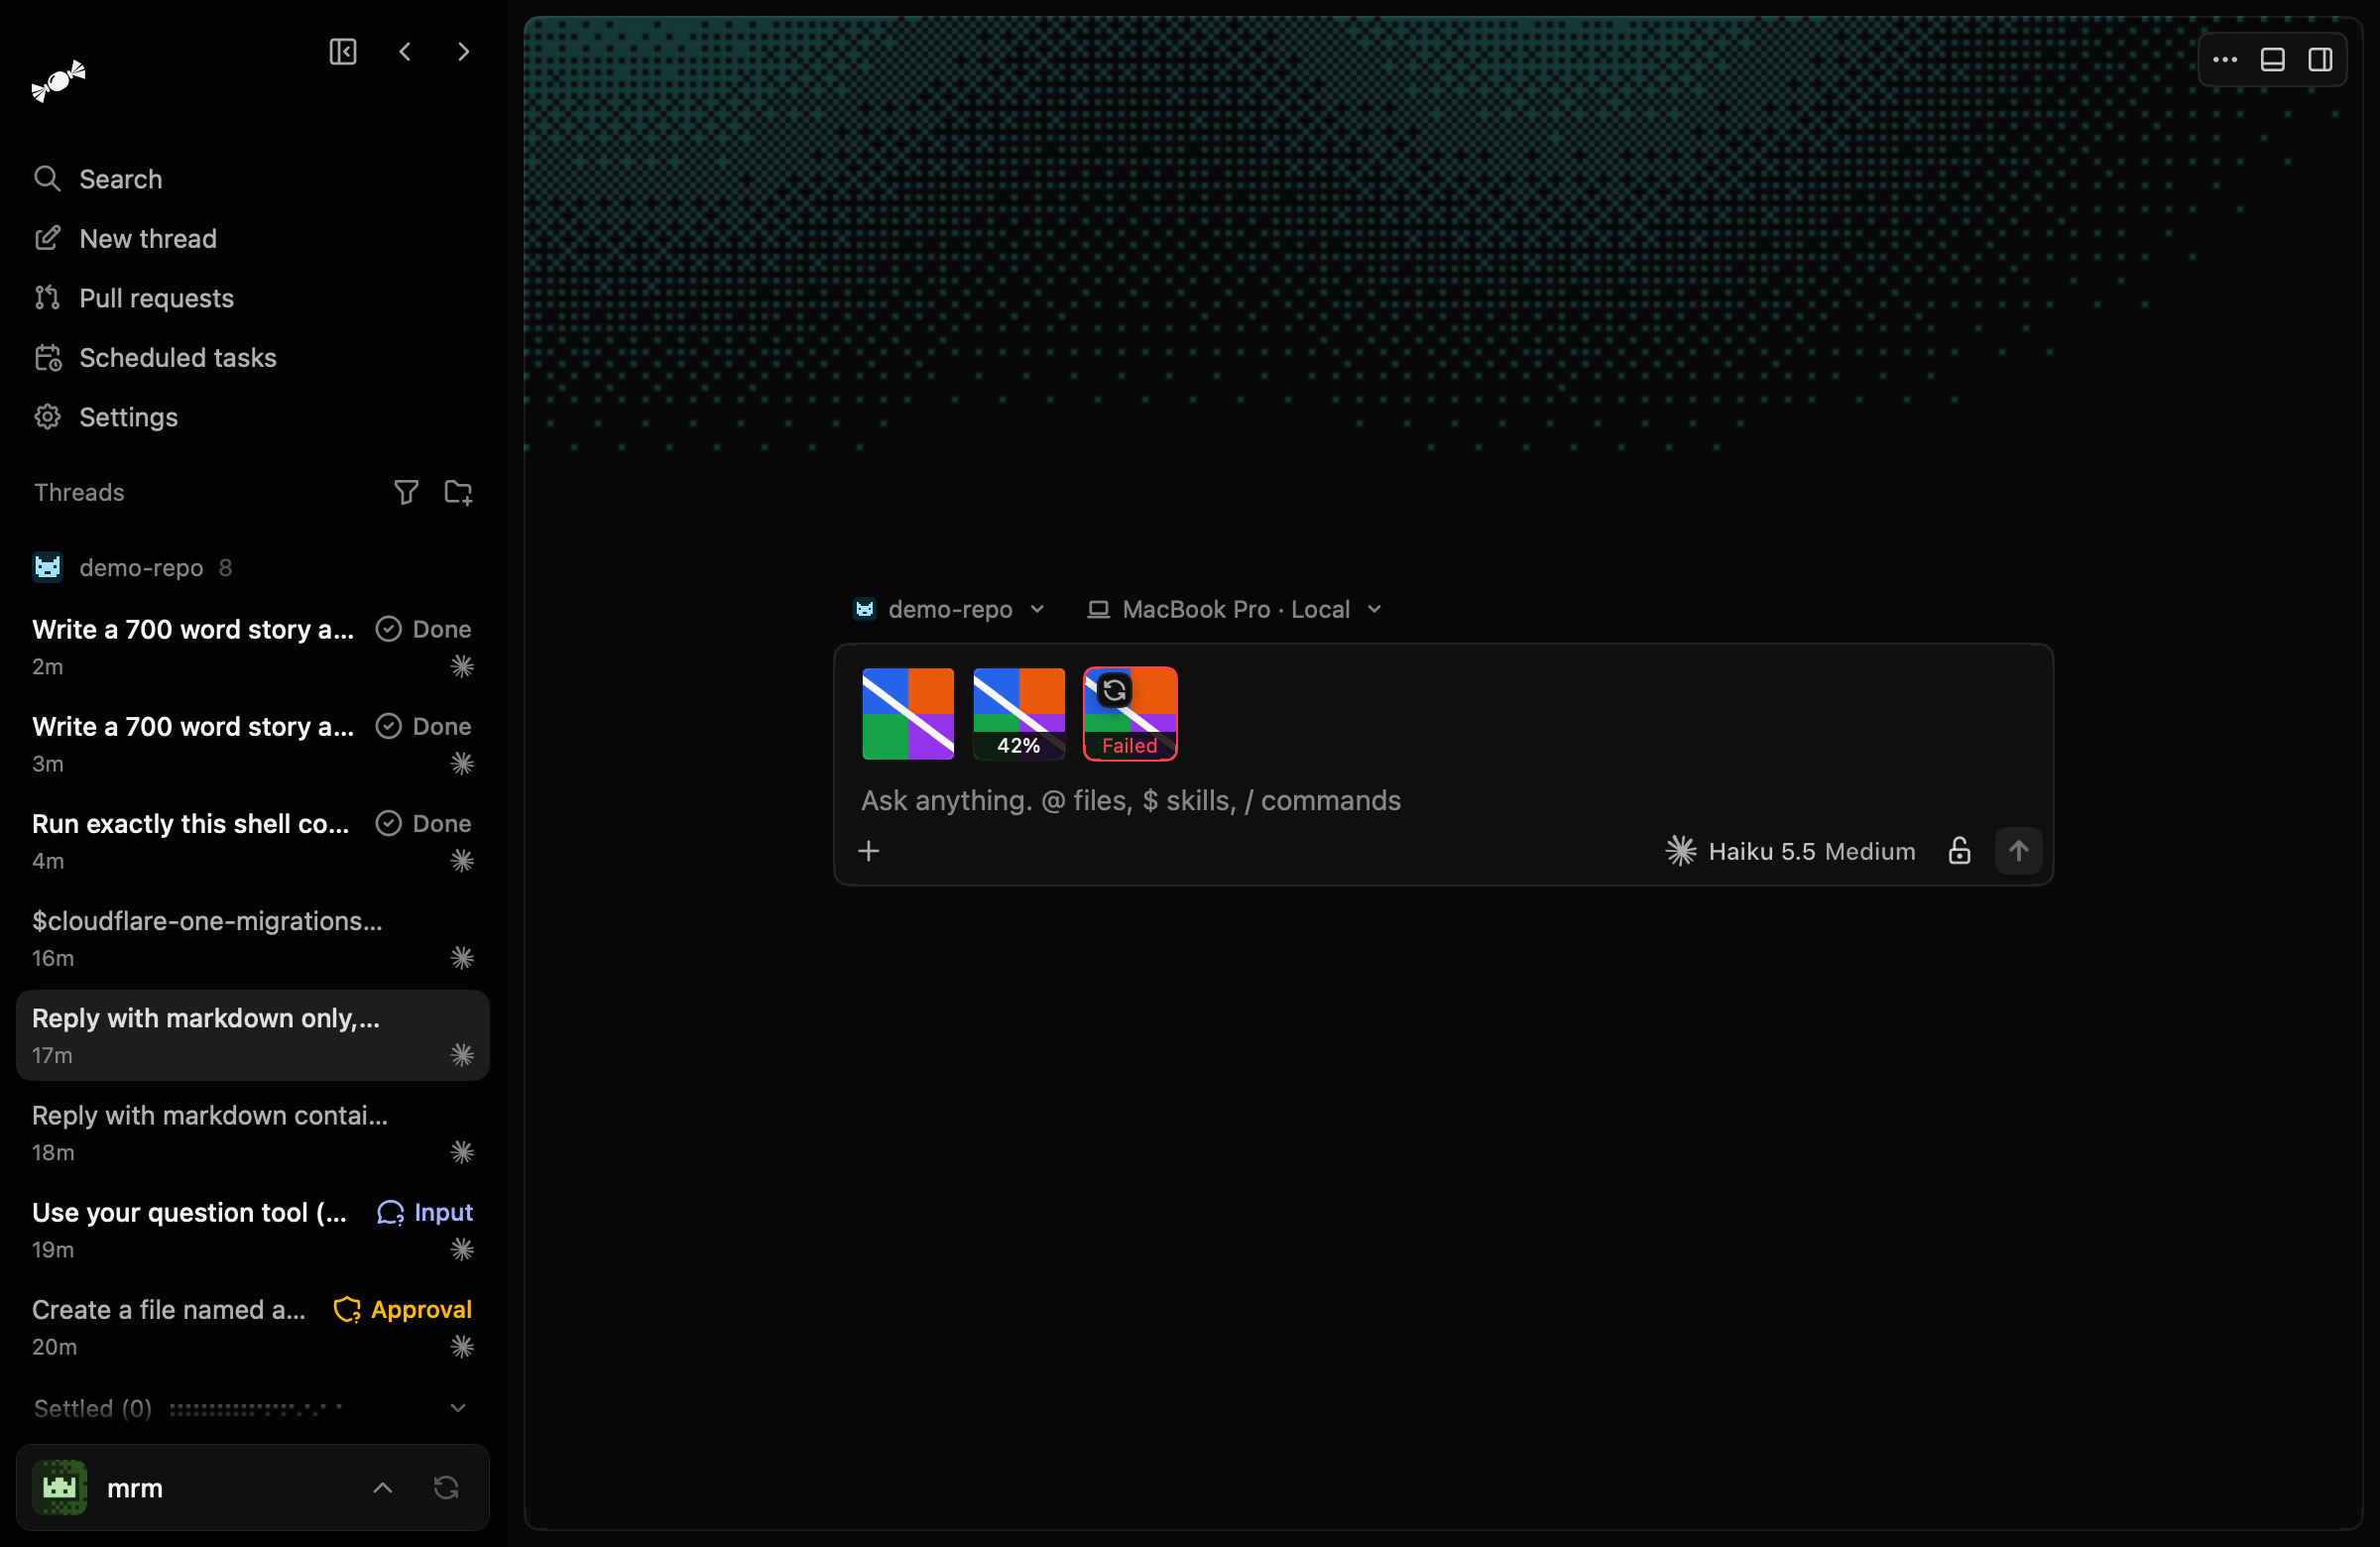 Search
New thread
Pull requests
Scheduled tasks
Settings
Threads
demo-repo 8
Write a 700 word story a... Done
2m
Write a 700 word story a... Done
3m
Run exactly this shell co... Done
4m
$cloudflare-one-migrations...
16m
Reply with markdown only,...
17m
Reply with markdown contai...
18m
Use your question tool (... Input
19m
Create a file named a... Approval
20m
Settled (0)
mrm
demo-repo MacBook Pro · Local
42% Failed
Ask anything. @ files, $ skills, / commands
Haiku 5.5 Medium